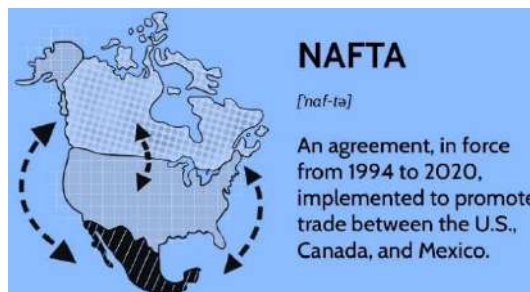 NAFTA
['naf-tə]
An agreement, in force
from 1994 to 2020,
implemented to promote
trade between the U.S.,
Canada, and Mexico.